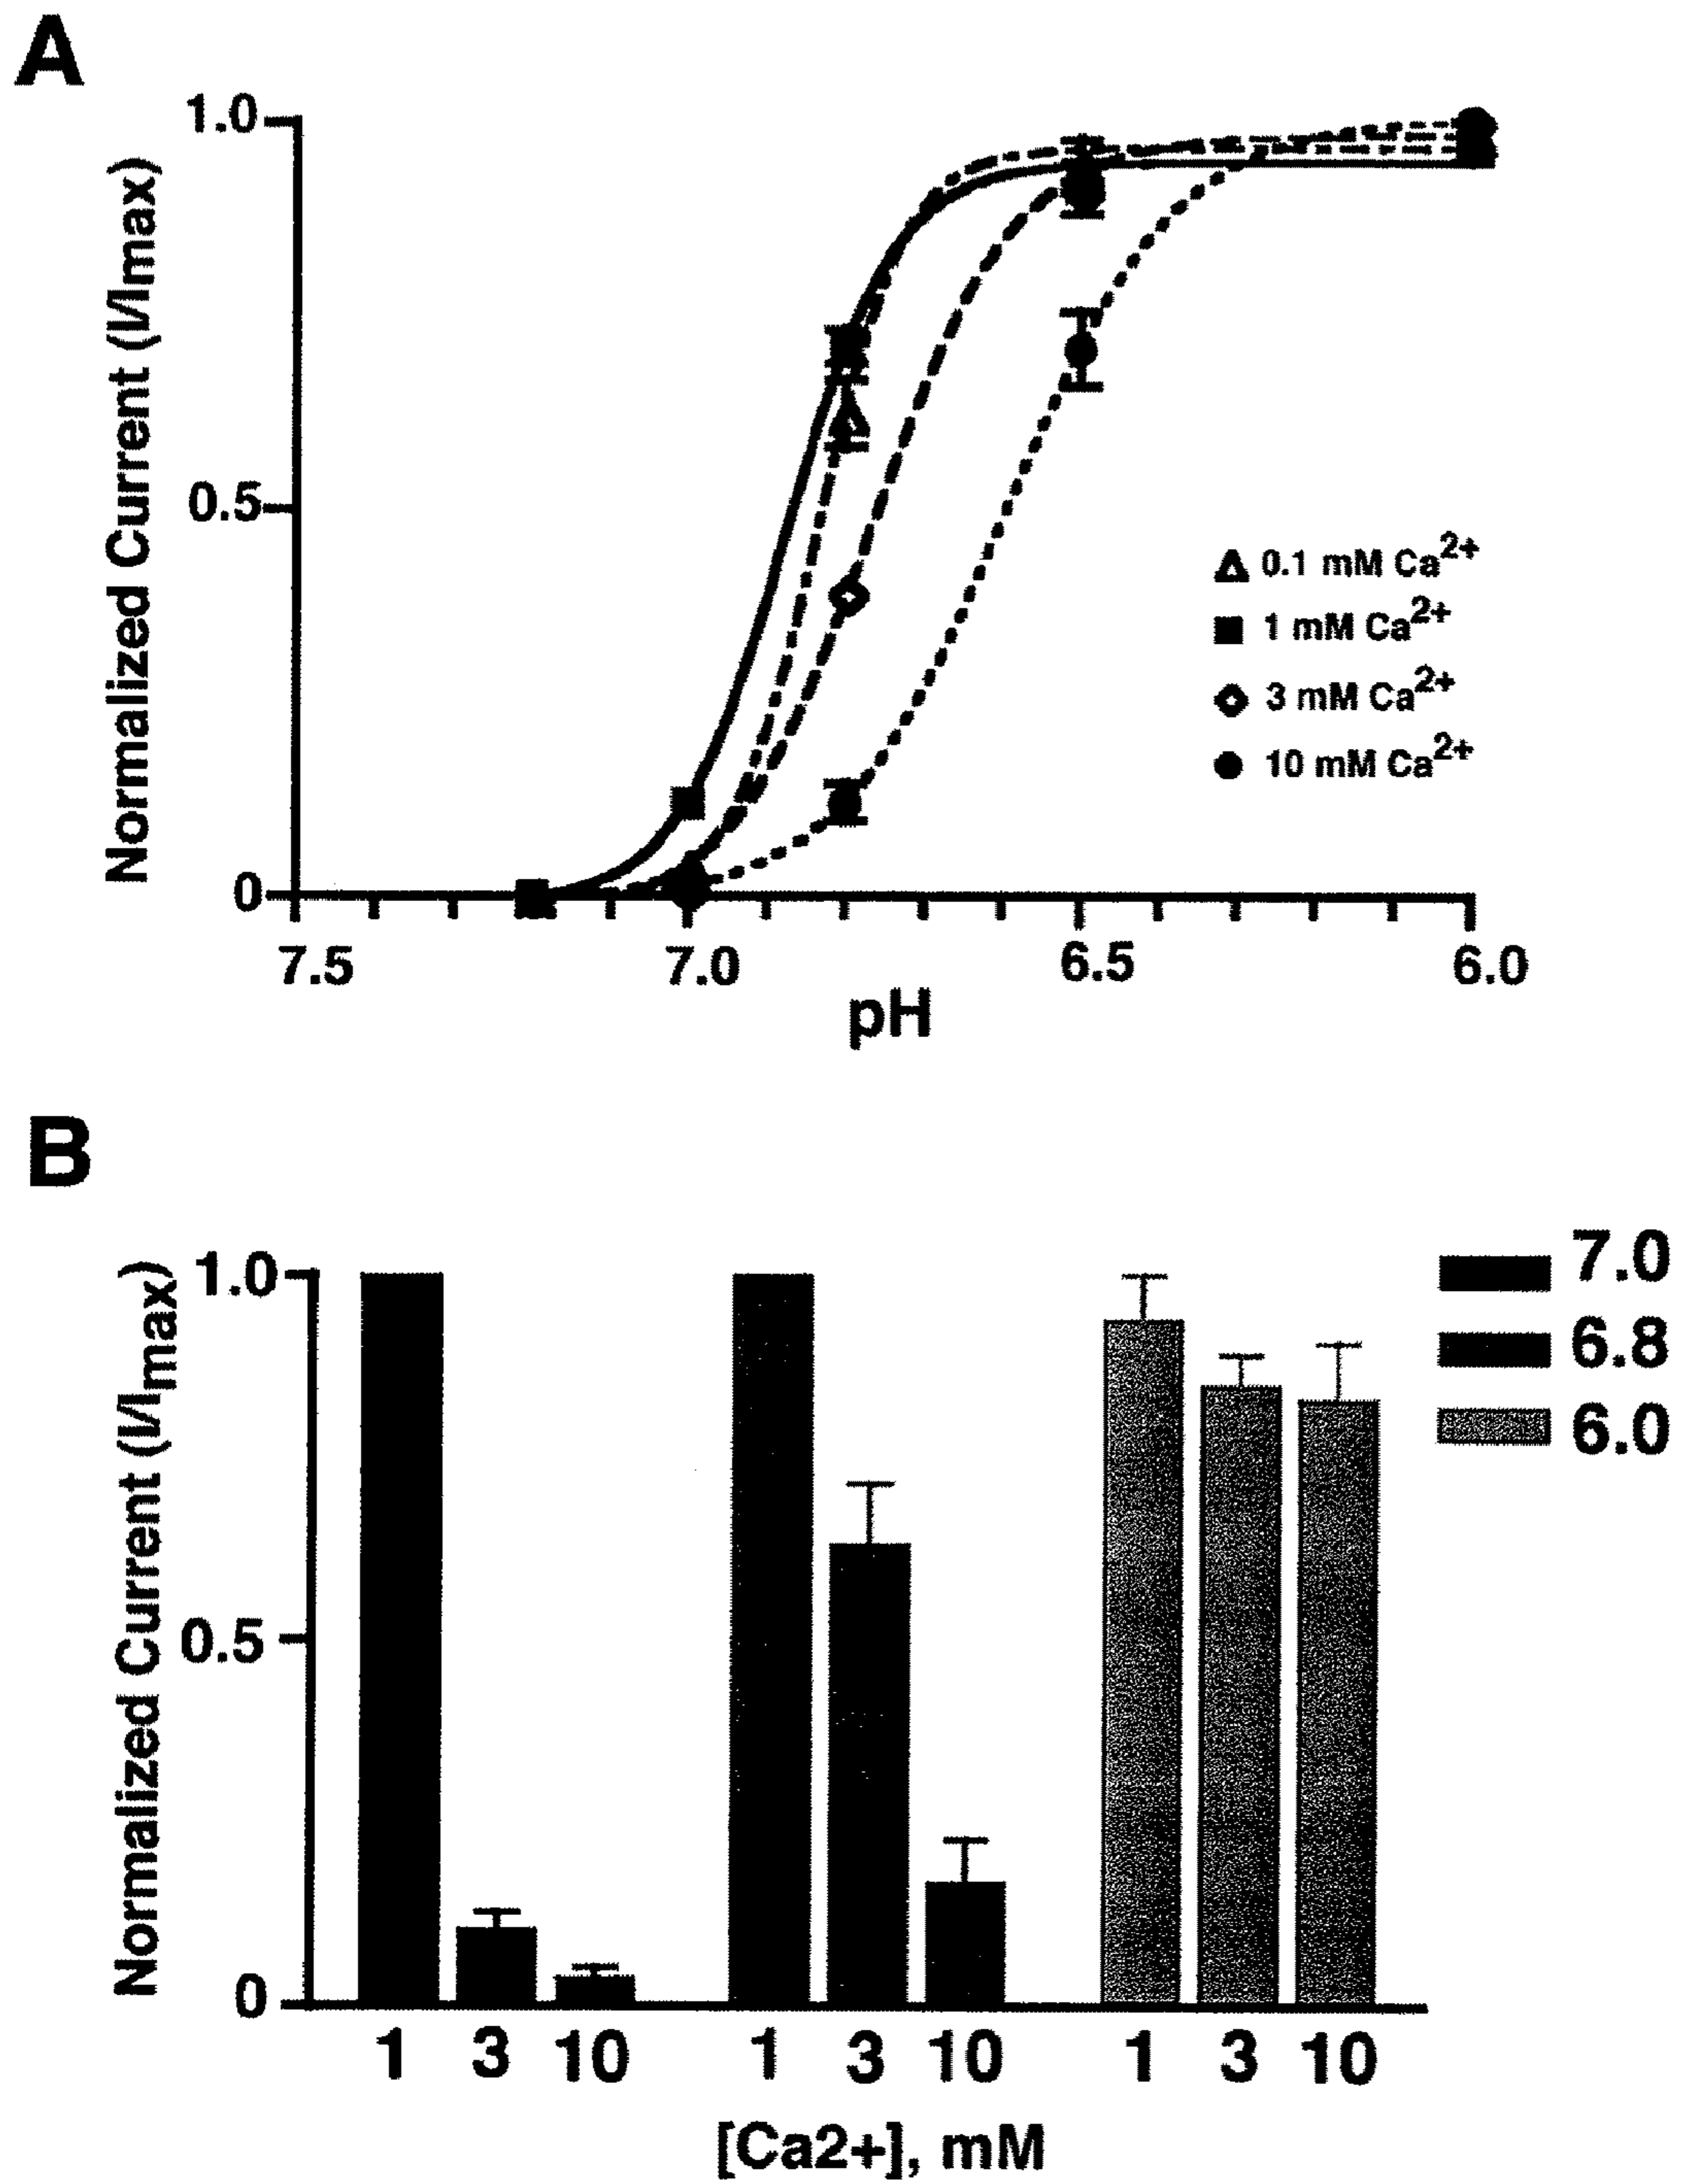 A
1.0
0.5
0
Normalized Current (I/Imax)
7.5 7.0 6.5 6.0
pH
0.1 mM Ca2+
1 mM Ca2+
3 mM Ca2+
10 mM Ca2+
B
1.0
0.5
0
Normalized Current (I/Imax)
7.0
6.8
6.0
1 3 10 1 3 10 1 3 10
[Ca2+], mM